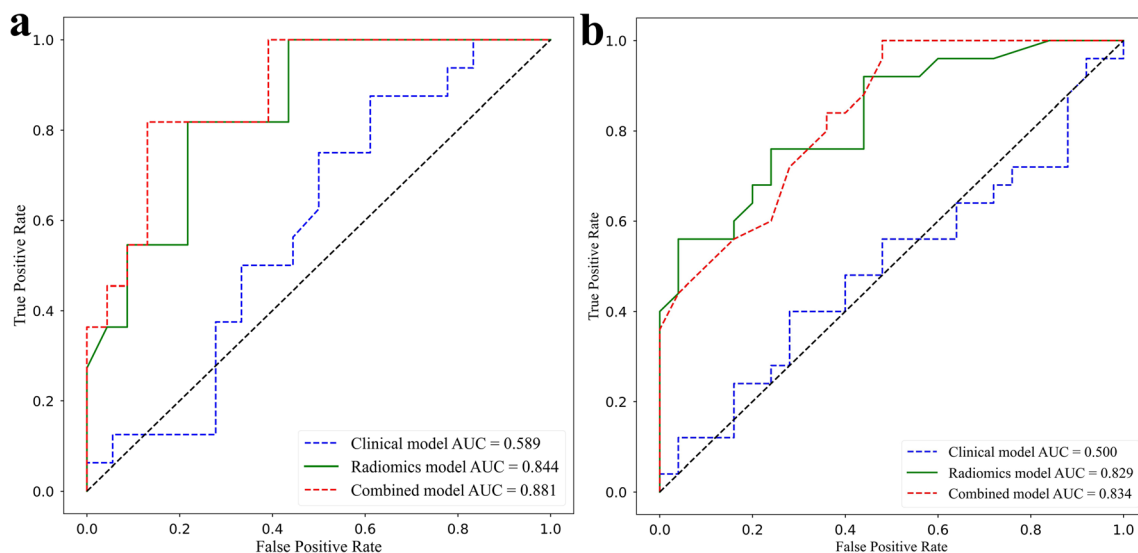 a
1.0
0.8
0.6
0.4
0.2
0.0
True Positive Rate
0.0 0.2 0.4 0.6 0.8 1.0
False Positive Rate
Clinical model AUC = 0.589
Radiomics model AUC = 0.844
Combined model AUC = 0.881
b
1.0
0.8
0.6
0.4
0.2
0.0
True Positive Rate
0.0 0.2 0.4 0.6 0.8 1.0
False Positive Rate
Clinical model AUC = 0.500
Radiomics model AUC = 0.829
Combined model AUC = 0.834